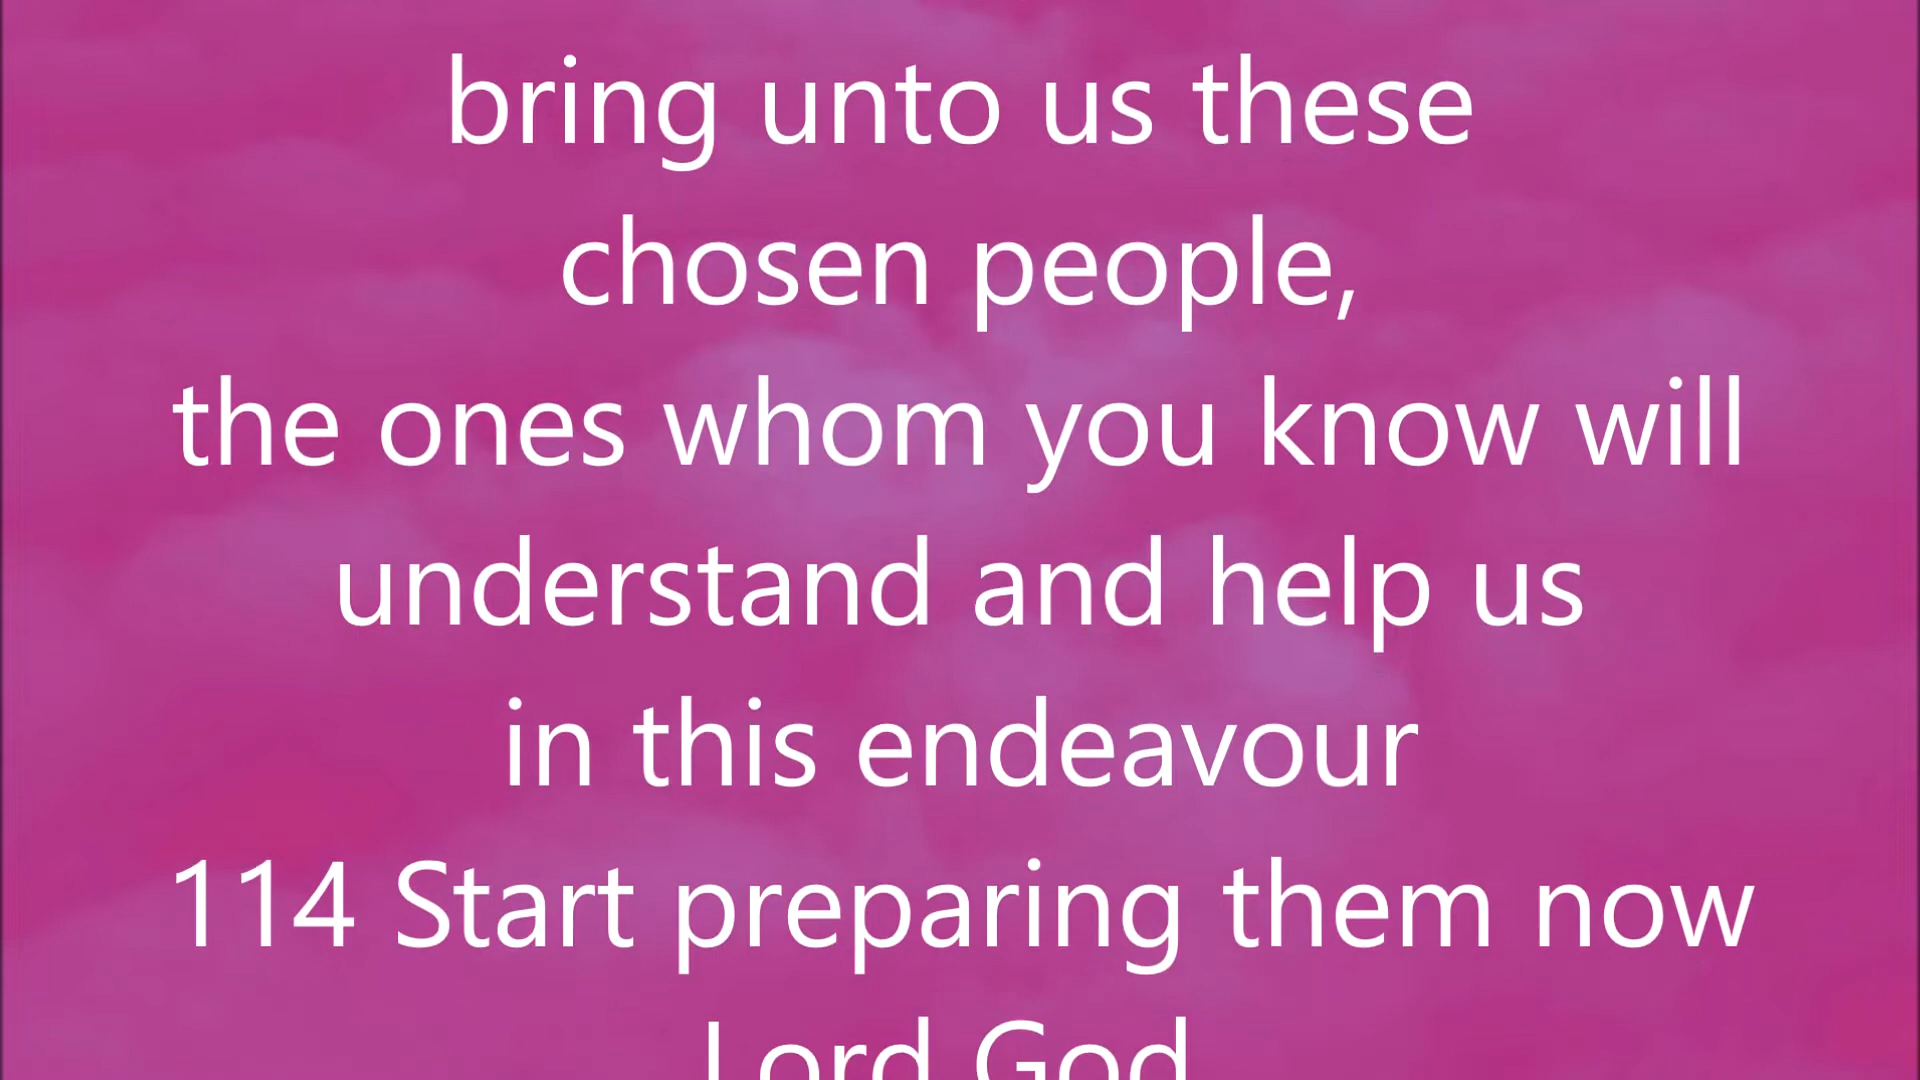 bring unto us these
chosen people,
the ones whom you know will
understand and help us
in this endeavour
114 Start preparing them now
Lord God